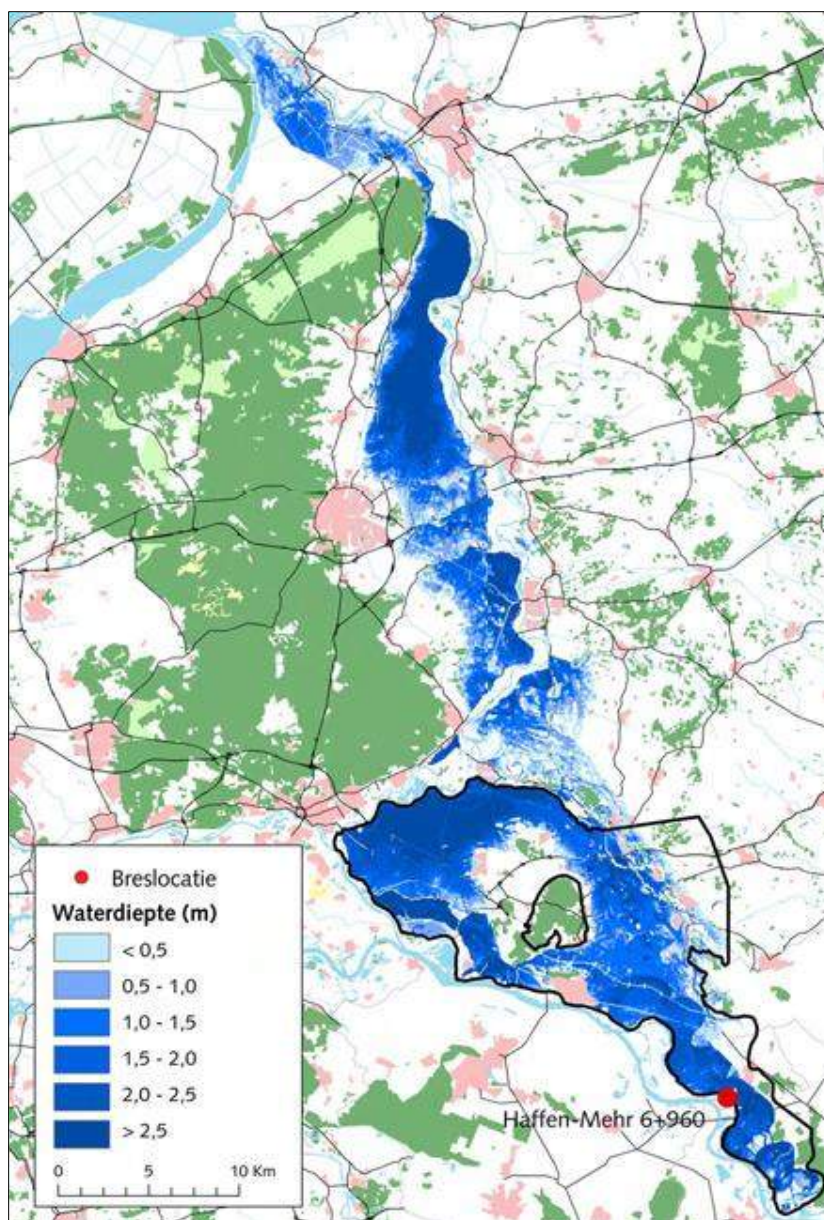 Breslocatie
Waterdiepte (m)
< 0,5
0,5 - 1,0
1,0 - 1,5
1,5 - 2,0
2,0 - 2,5
> 2,5
0 5 10 Km
Haffen-Mehr 6+960